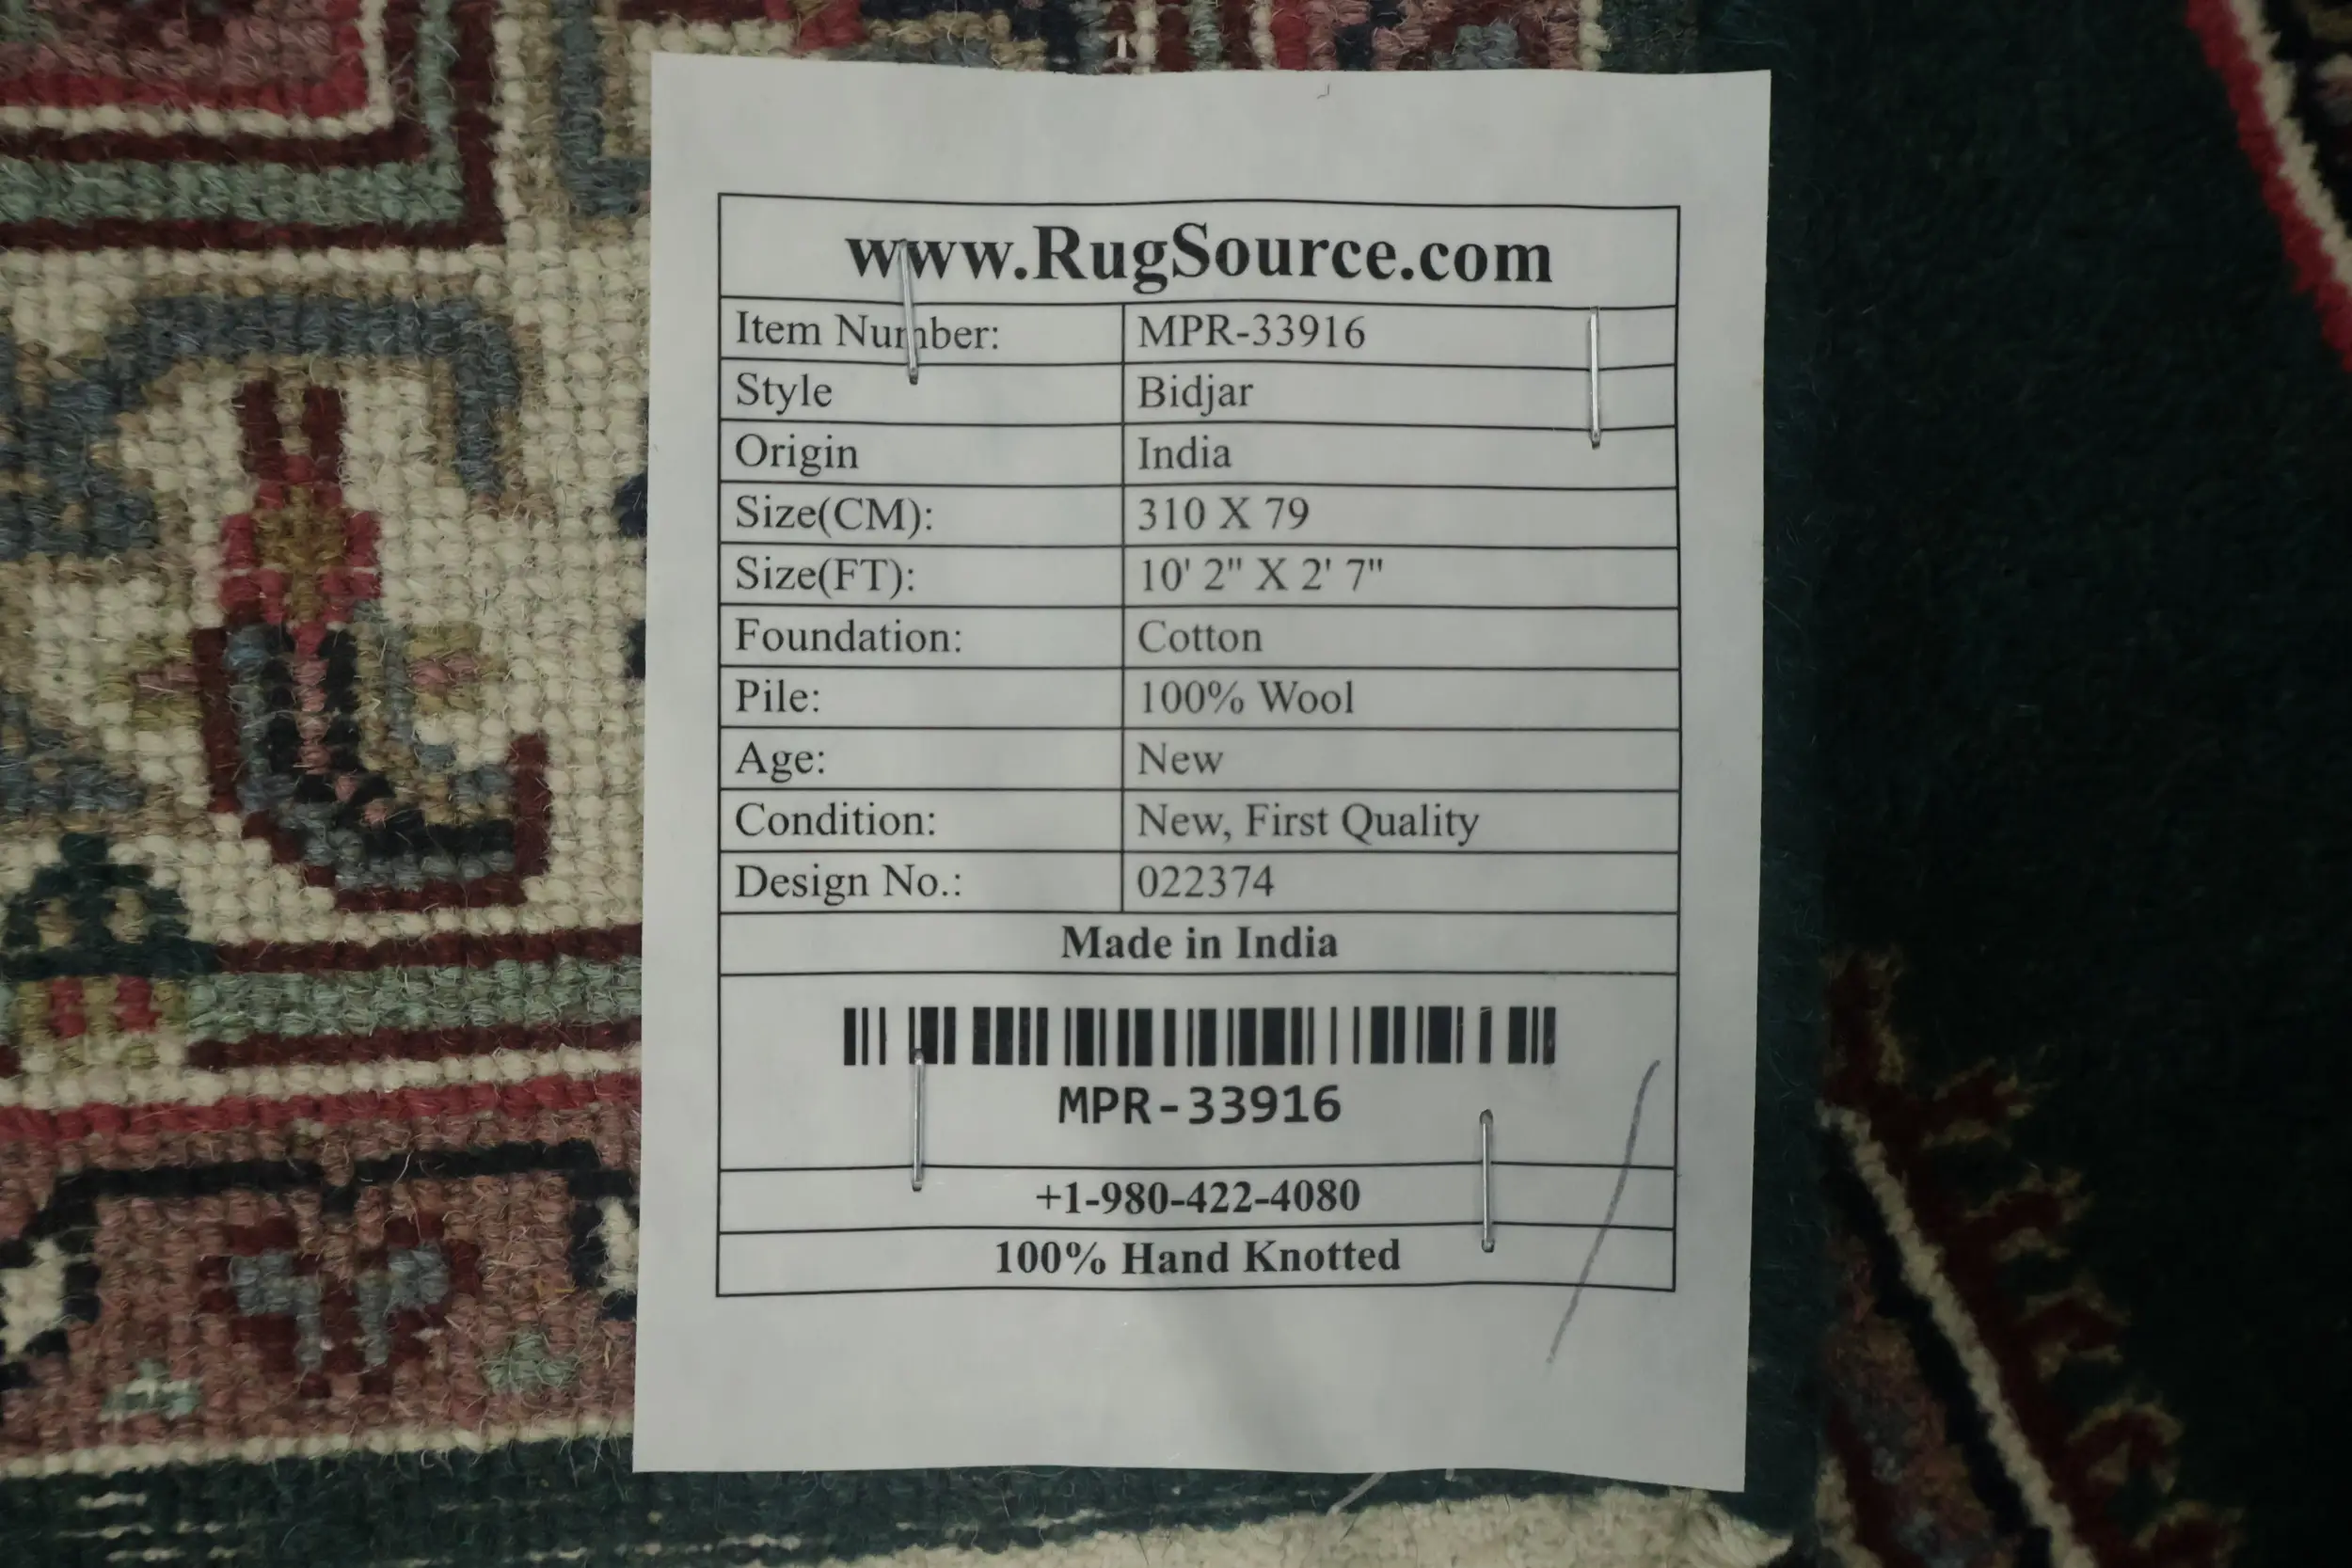 www.RugSource.com
Item Number: MPR-33916
Style Bidjar
Origin India
Size(CM): 310 X 79
Size(FT): 10' 2" X 2' 7"
Foundation: Cotton
Pile: 100% Wool
Age: New
Condition: New, First Quality
Design No.: 022374
Made in India
MPR-33916
+1-980-422-4080
100% Hand Knotted